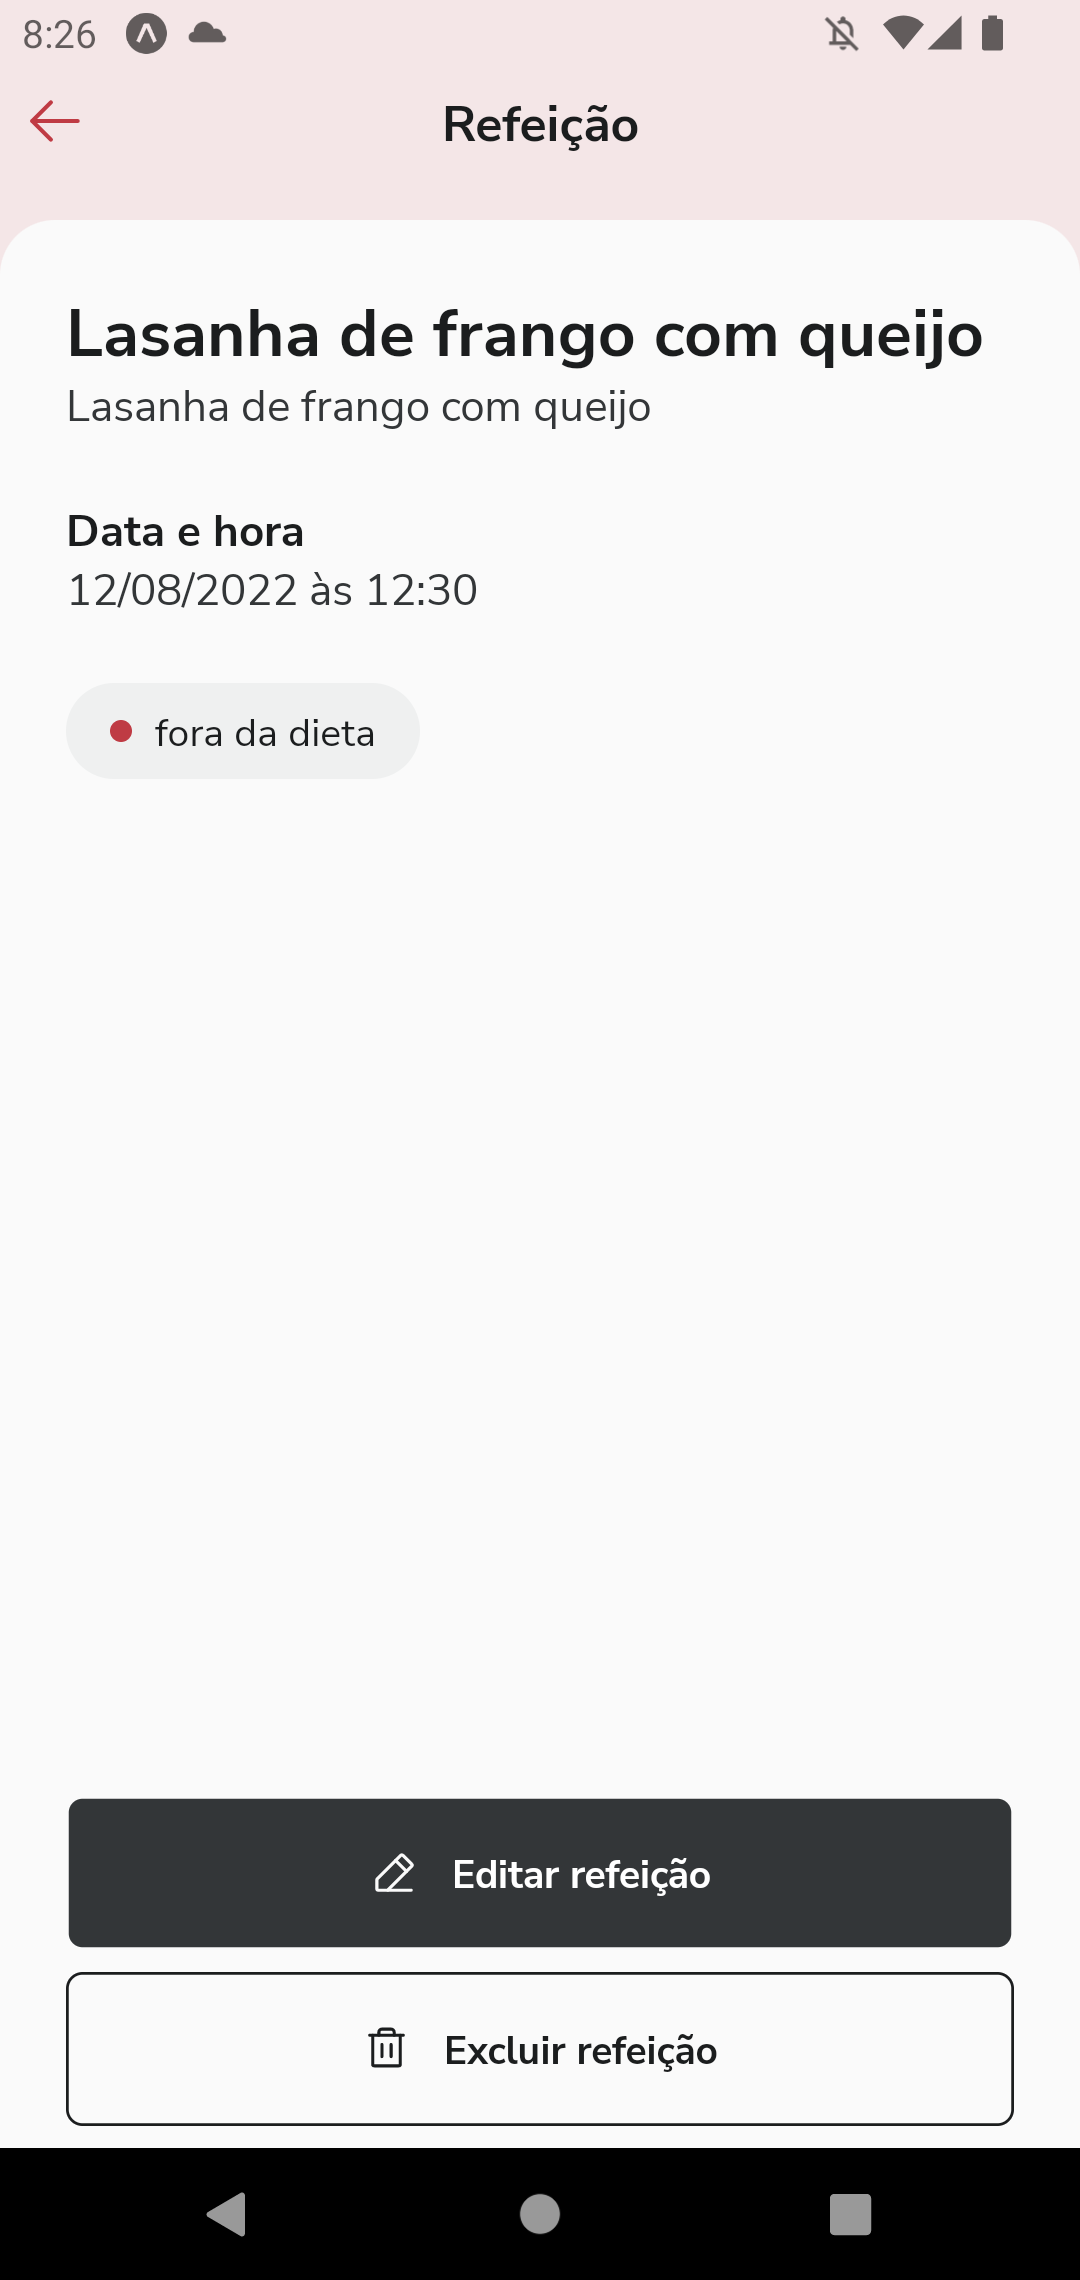 8:26
Refeição
Lasanha de frango com queijo
Lasanha de frango com queijo
Data e hora
12/08/2022 às 12:30
fora da dieta
Editar refeição
Excluir refeição